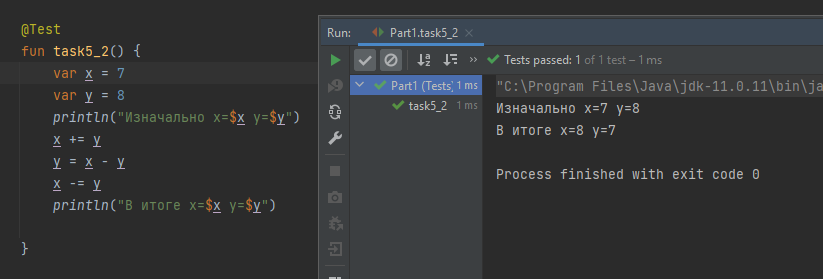 @Test
fun task5_2() {
var x = 7
var y = 8
println("Изначально x=$x y=$y")
x += y
y = x - y
x -= y
println("В итоге x=$x y=$y")
}
Run: Part1.task5_2 ×
Tests passed: 1 of 1 test – 1 ms
Part1 (Tests) 1 ms
task5_2 1 ms
"C:\Program Files\Java\jdk-11.0.11\bin\ja
Изначально x=7 y=8
В итоге x=8 y=7
Process finished with exit code 0